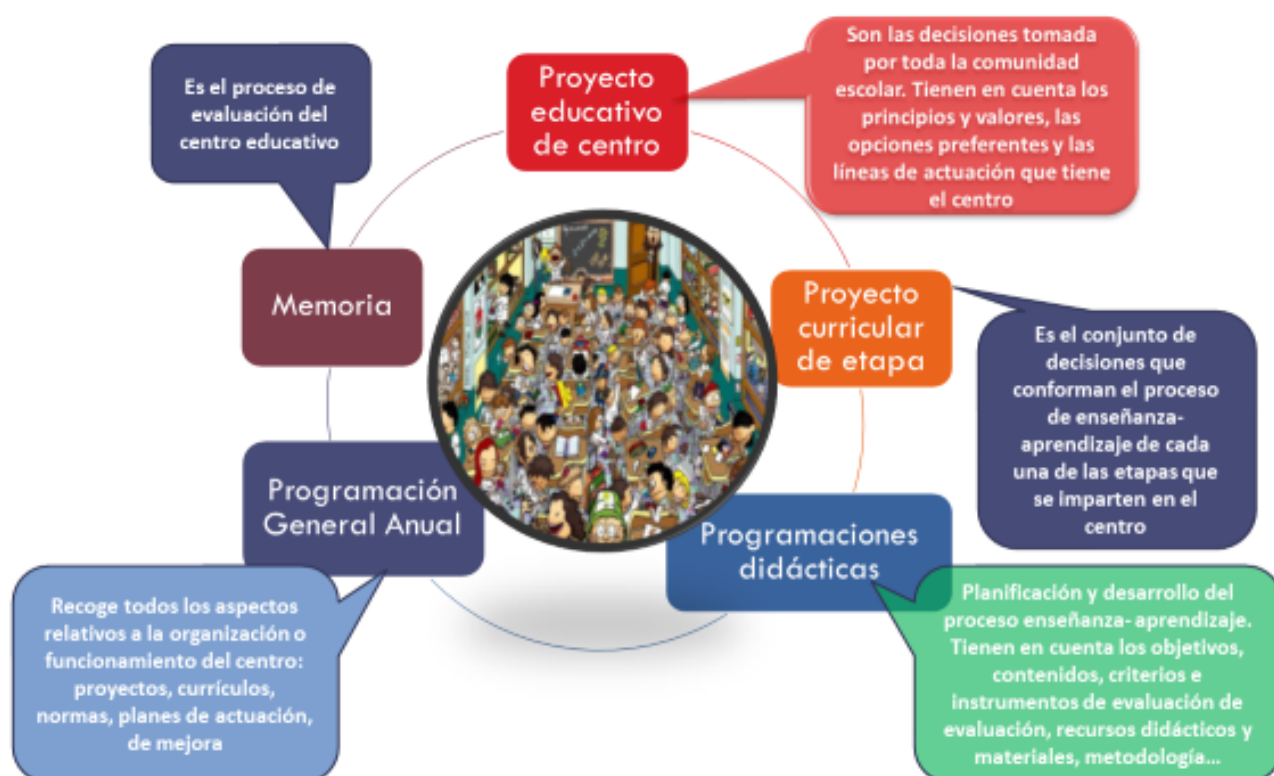 Proyecto
educativo
de centro
Son las decisiones tomada
por toda la comunidad
escolar. Tienen en cuenta los
principios y valores, las
opciones preferentes y las
líneas de actuación que tiene
el centro
Proyecto
curricular
de etapa
Es el conjunto de
decisiones que
conforman el proceso
de enseñanza-
aprendizaje de cada
una de las etapas que
se imparten en el
centro
Programaciones
didácticas
Planificación y desarrollo del
proceso enseñanza- aprendizaje.
Tienen en cuenta los objetivos,
contenidos, criterios e
instrumentos de evaluación de
evaluación, recursos didácticos y
materiales, metodología...
Programación
General Anual
Recoge todos los aspectos
relativos a la organización o
funcionamiento del centro:
proyectos, currículos,
normas, planes de actuación,
de mejora
Memoria
Es el proceso de
evaluación del
centro educativo